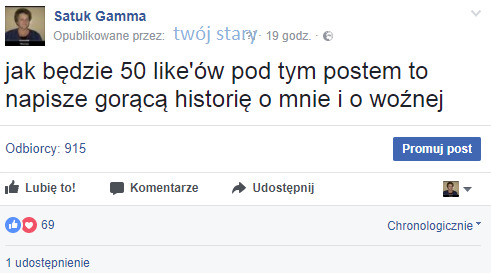 Satuk Gamma
Opublikowane przez: twój stary · 19 godz. ·
jak będzie 50 like'ów pod tym postem to
napisze gorącą historię o mnie i o woźnej
Odbiorcy: 915
Promuj post
Lubię to! Komentarze Udostępnij
69 Chronologicznie
1 udostępnienie